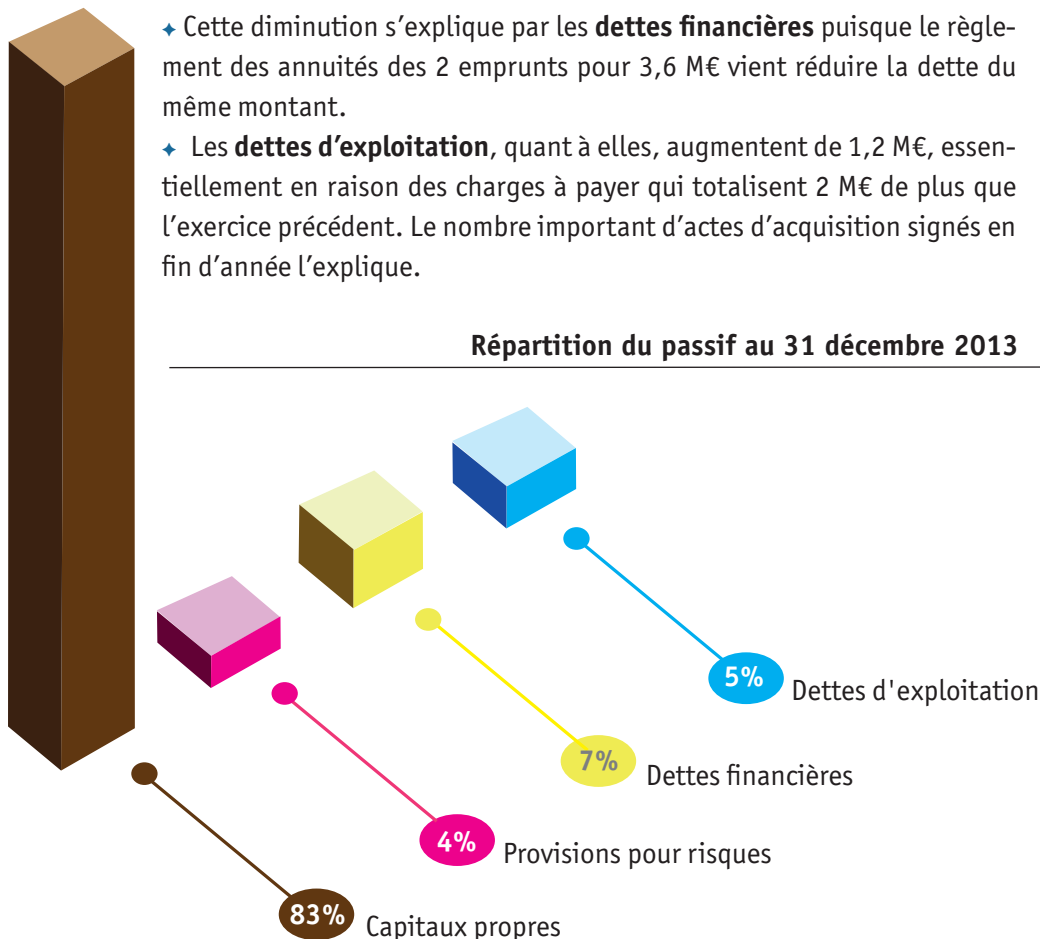 ✦ Cette diminution s’explique par les dettes financières puisque le règle-
ment des annuités des 2 emprunts pour 3,6 M€ vient réduire la dette du
même montant.
✦ Les dettes d’exploitation, quant à elles, augmentent de 1,2 M€, essen-
tiellement en raison des charges à payer qui totalisent 2 M€ de plus que
l’exercice précédent. Le nombre important d’actes d’acquisition signés en
fin d’année l’explique.
Répartition du passif au 31 décembre 2013
5% Dettes d'exploitation
7% Dettes financières
4% Provisions pour risques
83% Capitaux propres